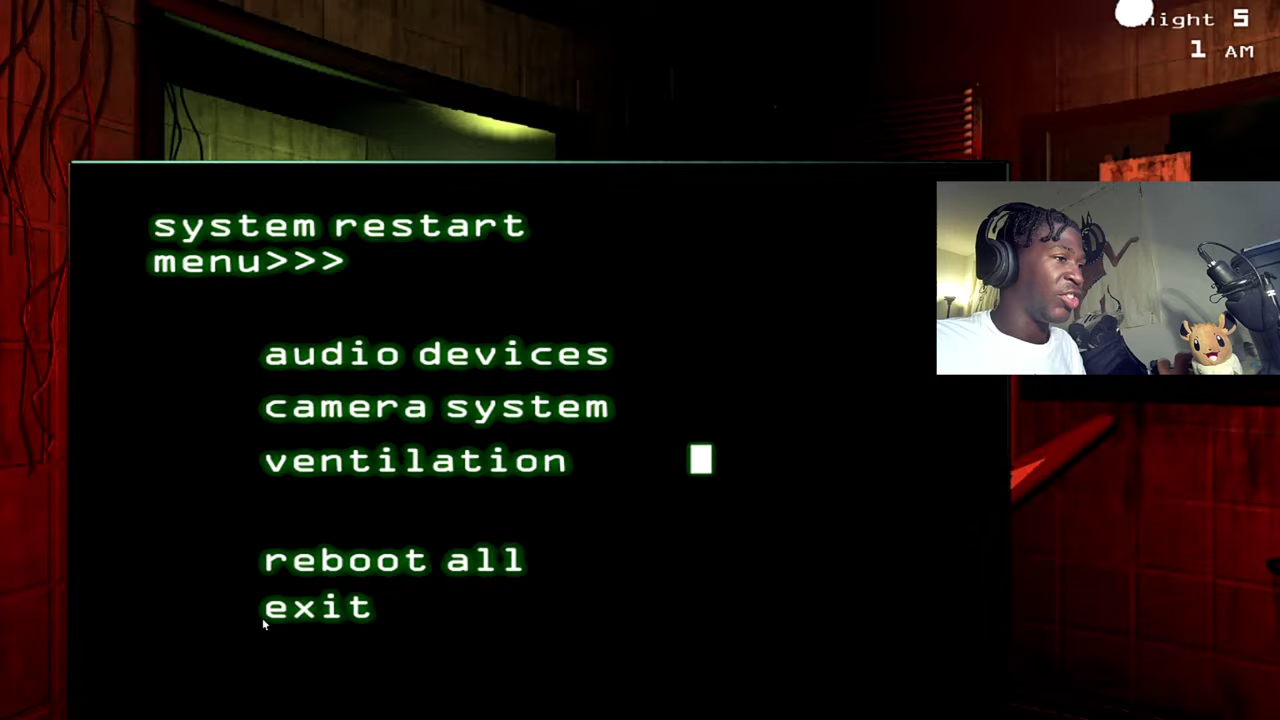 night 5
1 AM
system restart
menu>>>
audio devices
camera system
ventilation
reboot all
exit